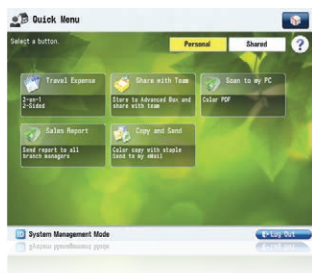 Quick Menu
Select a button.
Personal
Shared
?
Travel Expense
2-on-1
2-Sided
Share with Team
Store to Advanced Box and
share with team
Scan to my PC
Color PDF
Sales Report
Send report to all
branch managers
Copy and Send
Color copy with staple
Send to my eMail
ID System Management Mode
Log Out